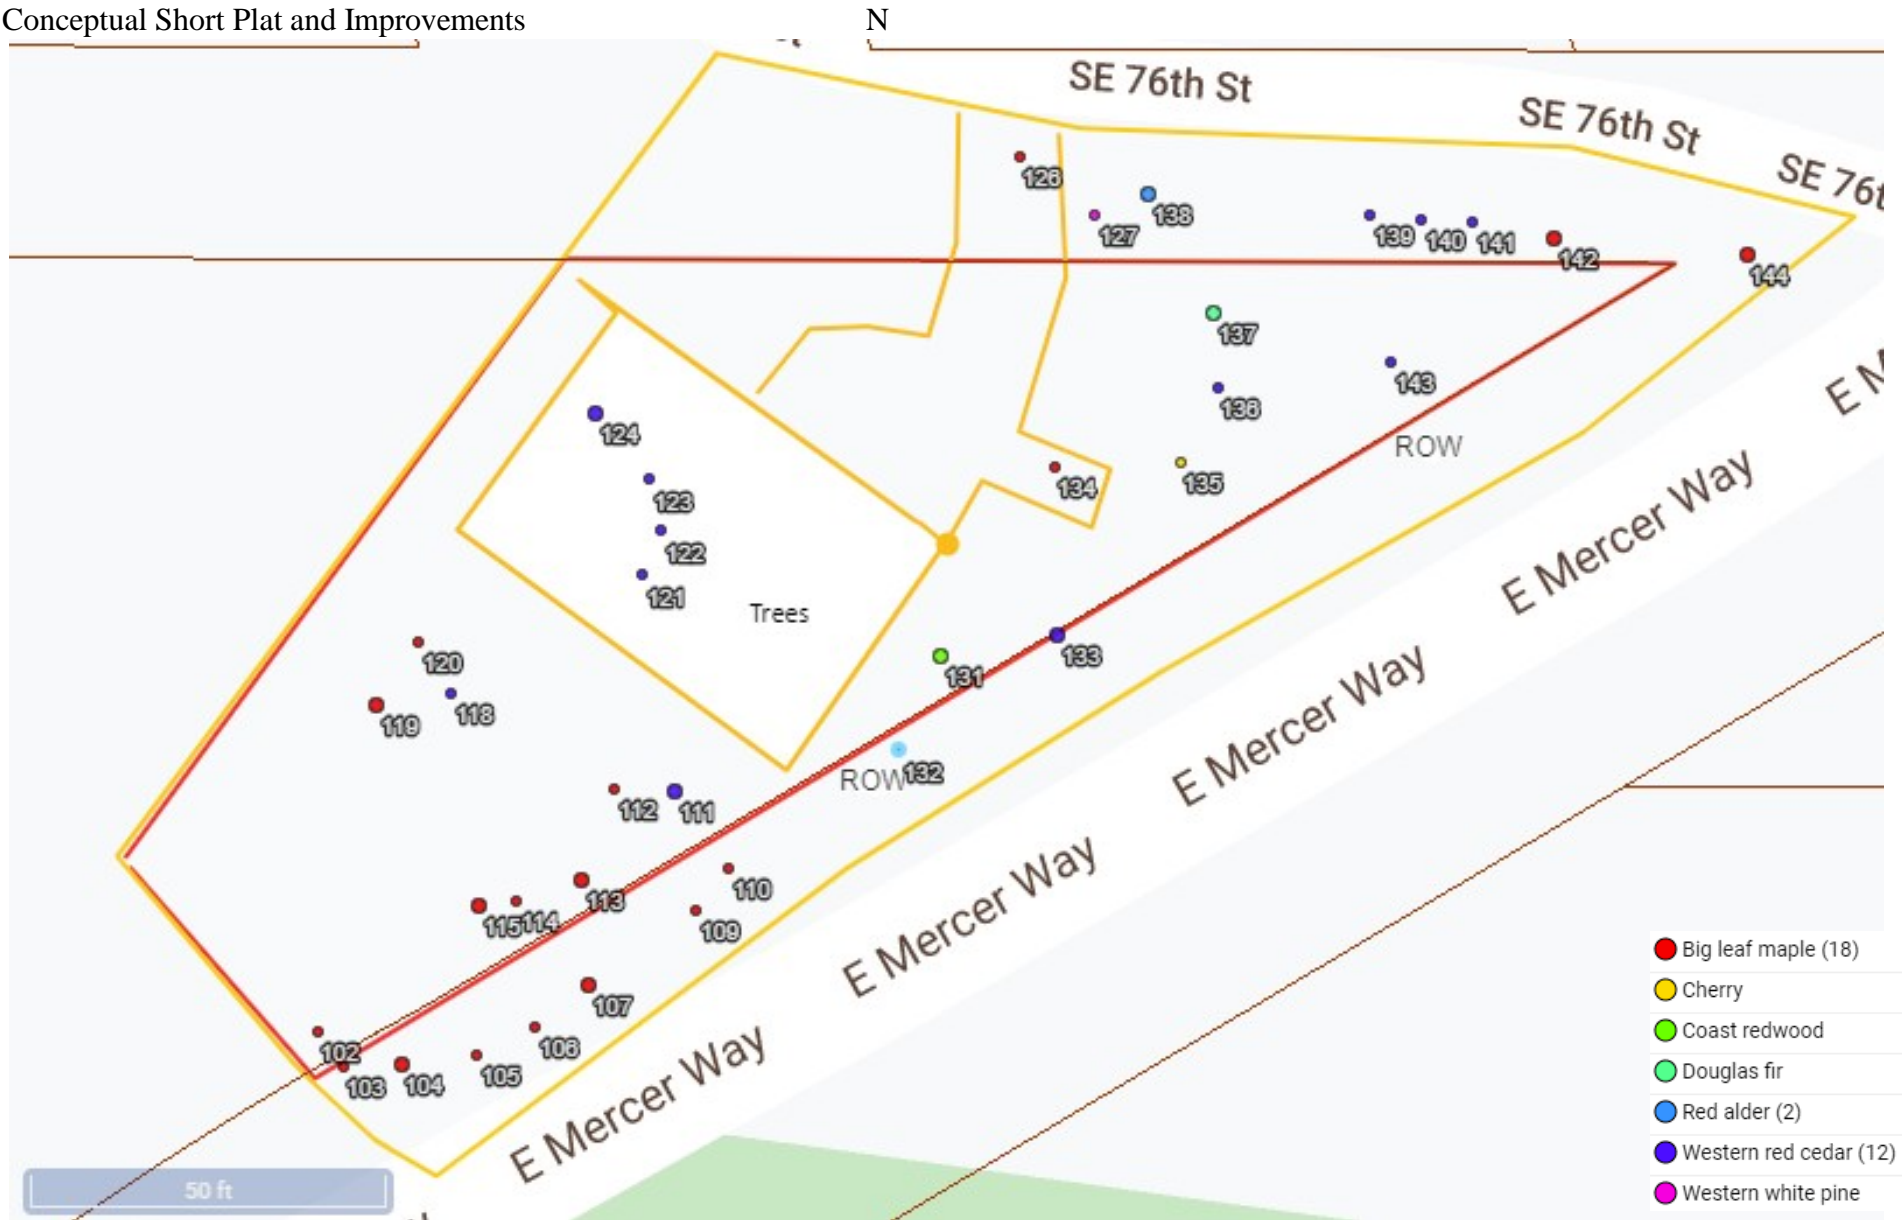 Conceptual Short Plat and Improvements N
SE 76th St
SE 76th St
SE 76t
126
138
127
139
140
141
142
144
137
143
136
E M
124
ROW
134
135
123
E Mercer Way
122
121
Trees
120
131
133
118
119
E Mercer Way
132
ROW
112
111
110
113
115
114
109
E Mercer Way
Big leaf maple (18)
Cherry
107
Coast redwood
106
102
105
Douglas fir
103
104
E Mercer Way
Red alder (2)
Western red cedar (12)
50 ft
Western white pine